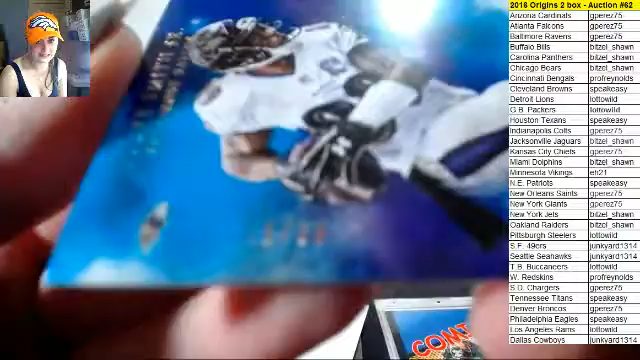 2016 Origins 2 box - Auction #62
Arizona Cardinals gperez75
Atlanta Falcons gperez75
Baltimore Ravens gperez75
Buffalo Bills bitzel_shawn
Carolina Panthers bitzel_shawn
Chicago Bears bitzel_shawn
Cincinnati Bengals profreynolds
Cleveland Browns speakeasy
Detroit Lions lottowild
G.B. Packers lottowild
Houston Texans speakeasy
Indianapolis Colts gperez75
Jacksonville Jaguars bitzel_shawn
Kansas City Chiefs gperez75
Miami Dolphins bitzel_shawn
Minnesota Vikings eh21
N.E. Patriots speakeasy
New Orleans Saints gperez75
New York Giants gperez75
New York Jets bitzel_shawn
Oakland Raiders bitzel_shawn
Pittsburgh Steelers lottowild
S.F. 49ers junkyard1314
Seattle Seahawks junkyard1314
T.B. Buccaneers lottowild
W. Redskins profreynolds
S.D. Chargers gperez75
Tennessee Titans speakeasy
Denver Broncos gperez75
Philadelphia Eagles speakeasy
Los Angeles Rams lottowild
Dallas Cowboys junkyard1314